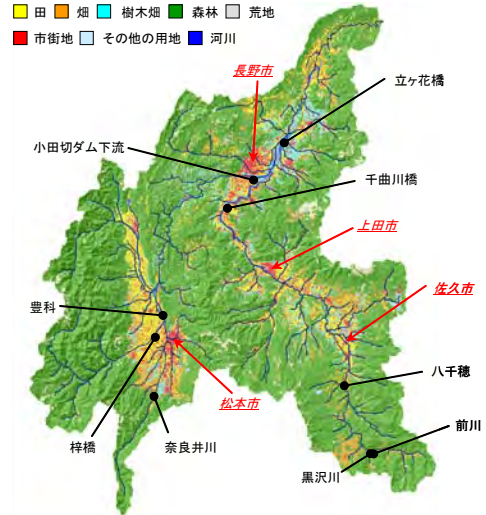 田 畑 樹木畑 森林 荒地
市街地 その他の用地 河川
長野市
立ヶ花橋
小田切ダム下流
千曲川橋
上田市
佐久市
豊科
八千穂
松本市
前川
梓橋
奈良井川
黒沢川